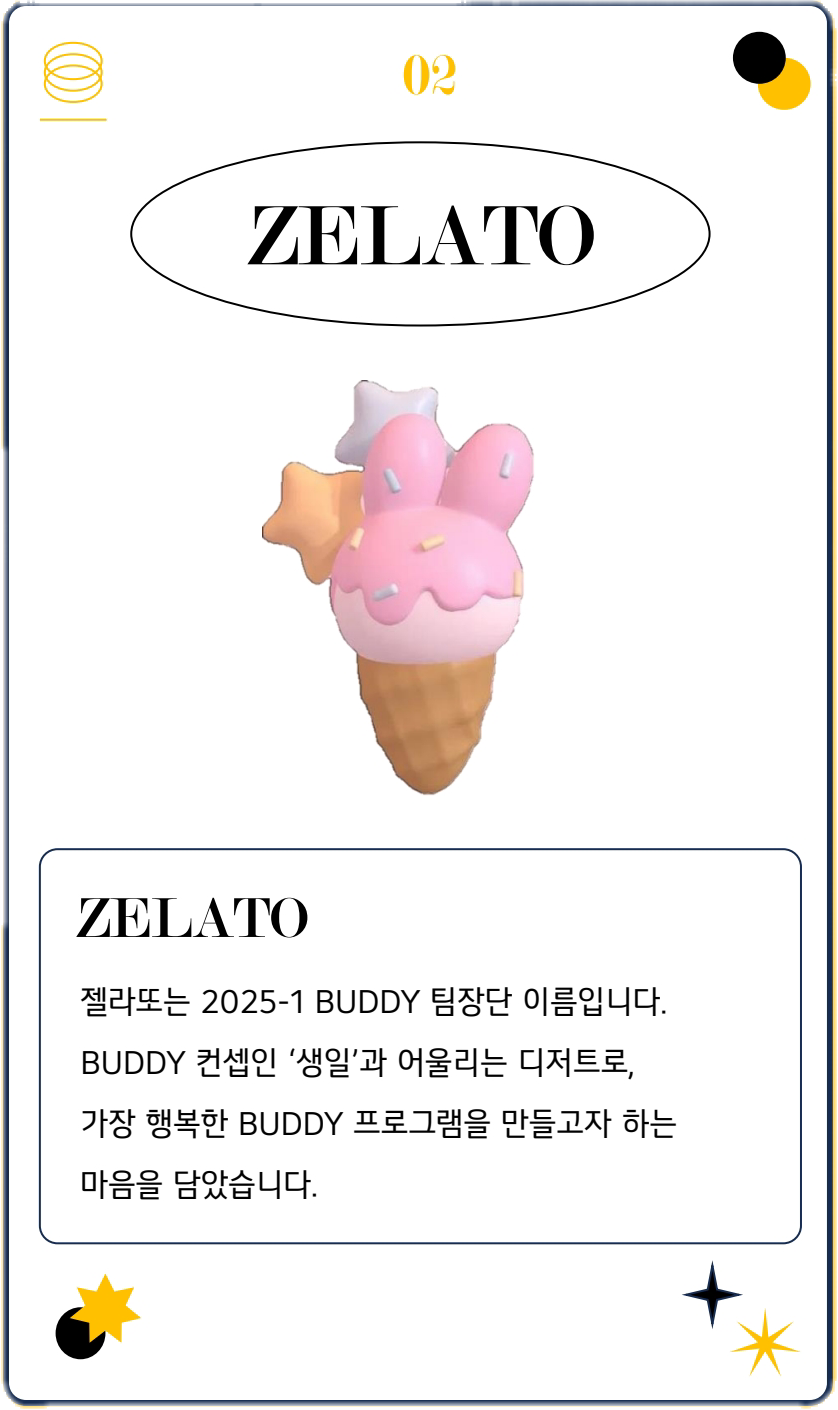 02
ZELATO
ZELATO
젤라또는 2025-1 BUDDY 팀장단 이름입니다.
BUDDY 컨셉인 ‘생일’과 어울리는 디저트로,
가장 행복한 BUDDY 프로그램을 만들고자 하는
마음을 담았습니다.